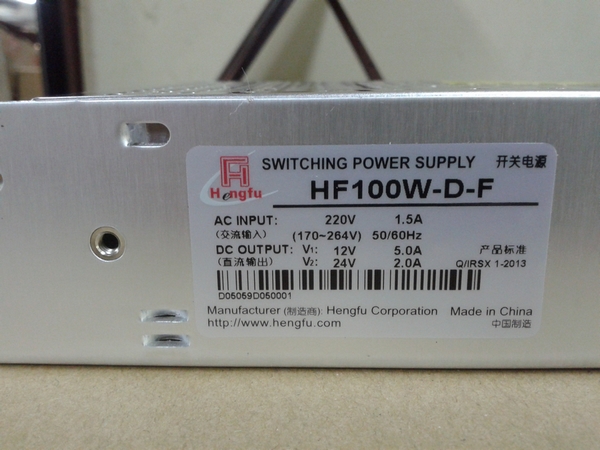 Hengfu
SWITCHING POWER SUPPLY 开关电源
HF100W-D-F
AC INPUT: 220V 1.5A
(交流输入) (170~264V) 50/60Hz
DC OUTPUT: V1: 12V 5.0A 产品标准
(直流输出) V2: 24V 2.0A Q/IRSX 1-2013
D05059D050001
Manufacturer (制造商): Hengfu Corporation Made in China
http://www.hengfu.com 中国制造